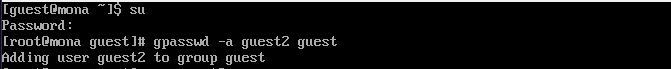 [guest@mona ~]$ su
Password:
[root@mona guest]# gpasswd -a guest2 guest
Adding user guest2 to group guest